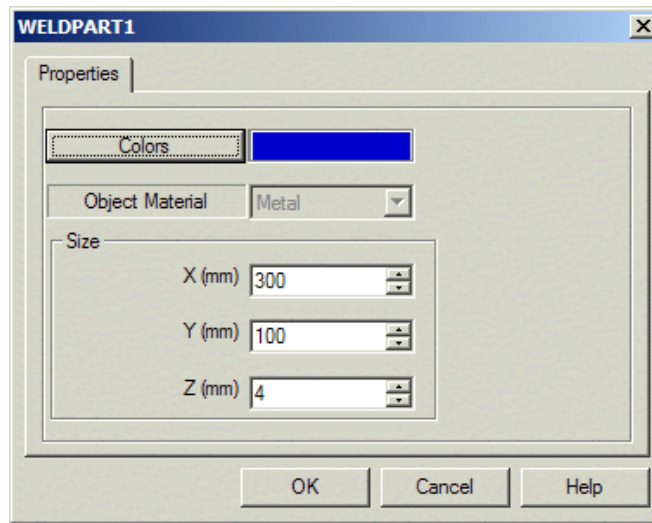 WELDPART1
Properties
Colors
Object Material Metal
Size
X (mm) 300
Y (mm) 100
Z (mm) 4
OK Cancel Help